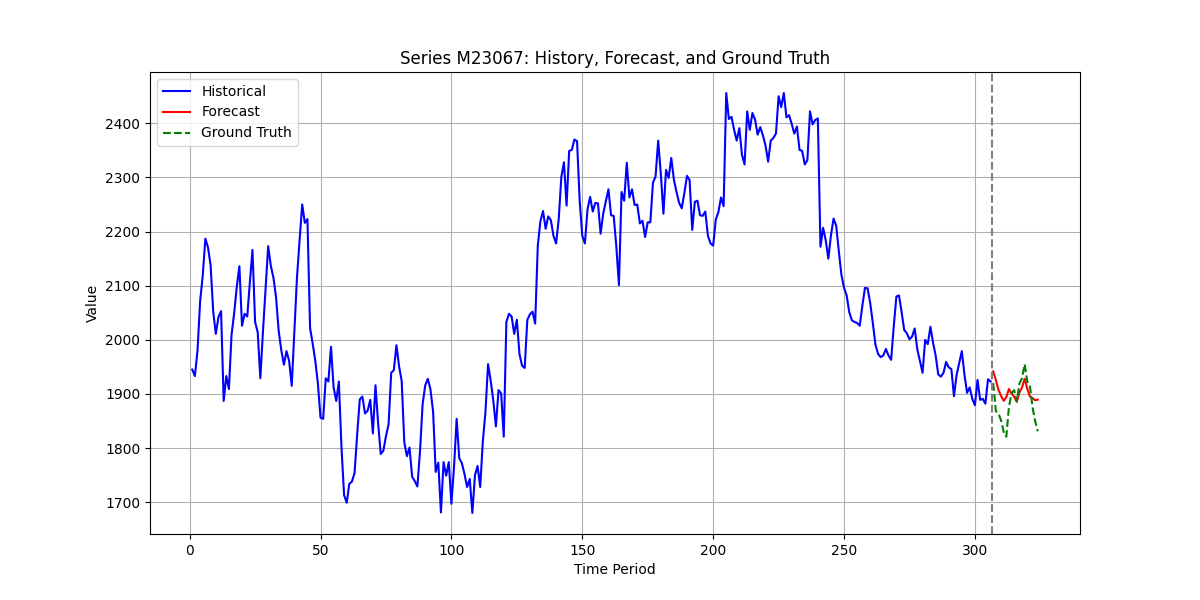 Series M23067: History, Forecast, and Ground Truth
Historical
Forecast
Ground Truth
Value
2400
2300
2200
2100
2000
1900
1800
1700
0 50 100 150 200 250 300
Time Period